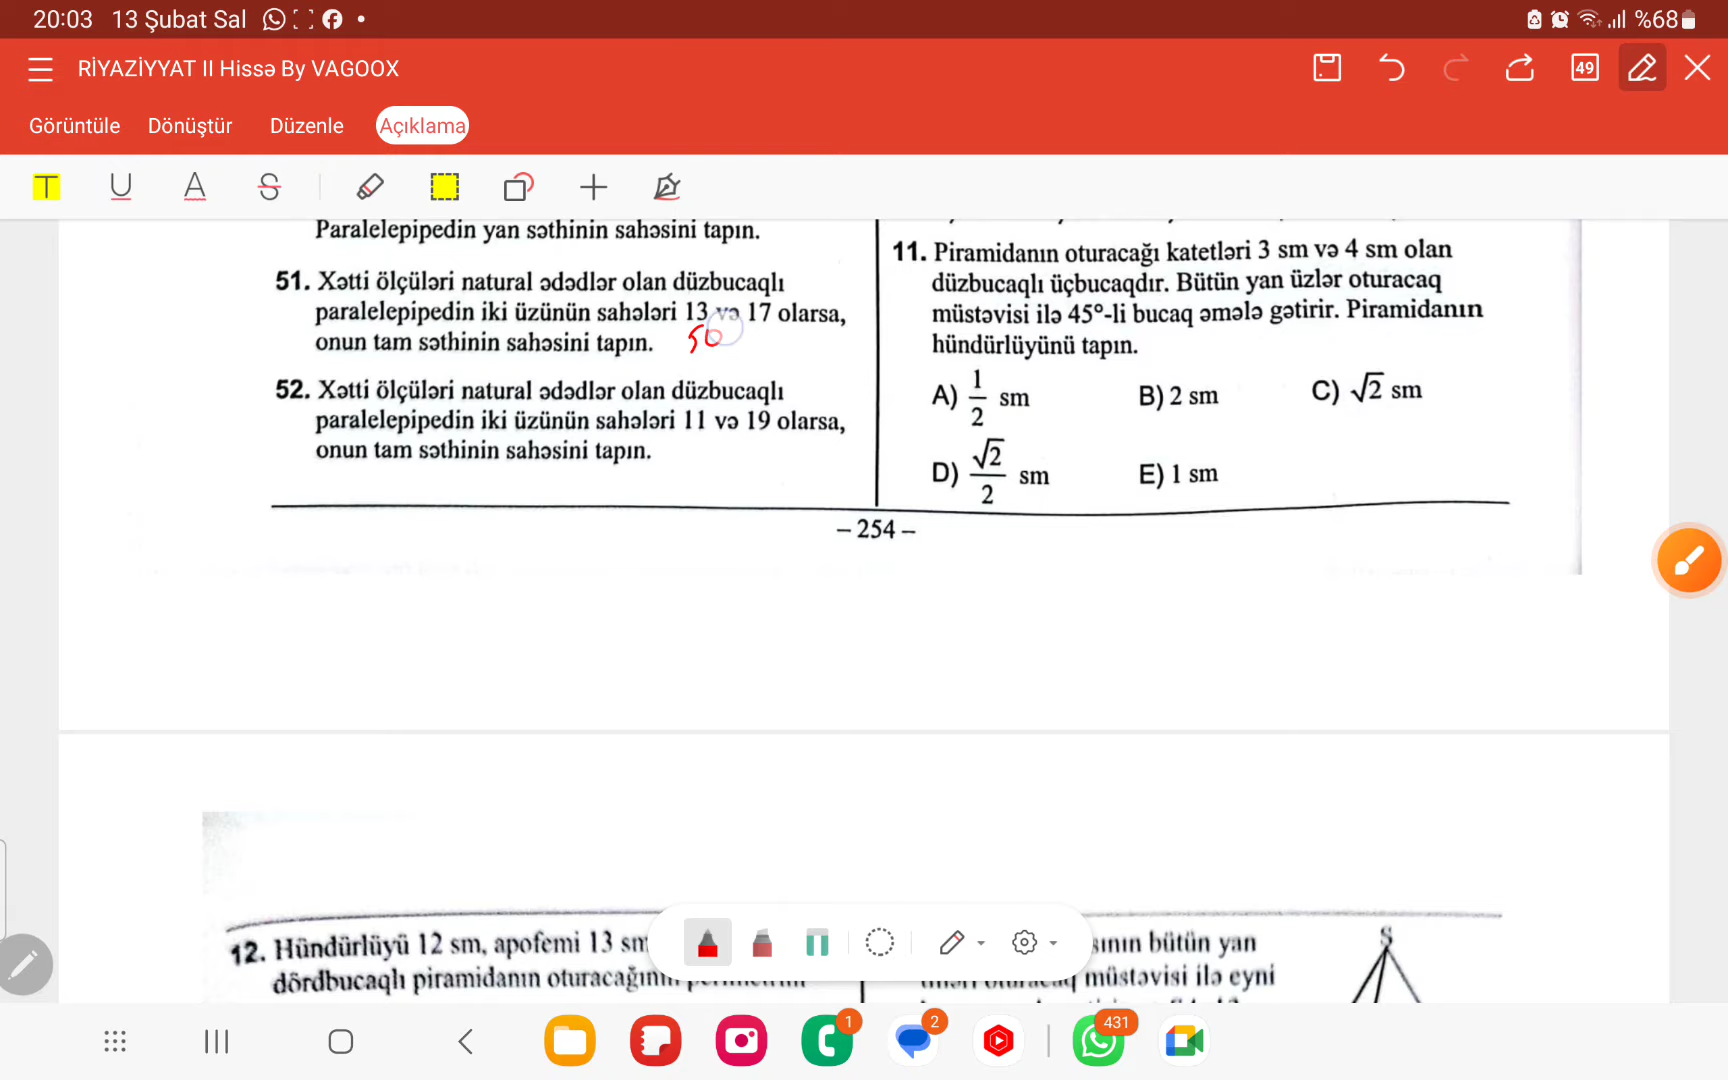 20:03 13 Şubat Sal
%68
RİYAZİYYAT II Hissə By VAGOOX
49
Görüntüle Dönüştür Düzenle Açıklama
T U A S
Paralelepipedin yan səthinin sahəsini tapın.
51. Xətti ölçüləri natural ədədlər olan düzbucaqlı
paralelepipedin iki üzünün sahələri 13 və 17 olarsa,
onun tam səthinin sahəsini tapın.
52. Xətti ölçüləri natural ədədlər olan düzbucaqlı
paralelepipedin iki üzünün sahələri 11 və 19 olarsa,
onun tam səthinin sahəsini tapın.
11. Piramidanın oturacağı katetləri 3 sm və 4 sm olan
düzbucaqlı üçbucaqdır. Bütün yan üzlər oturacaq
müstəvisi ilə 45°-li bucaq əmələ gətirir. Piramidanın
hündürlüyünü tapın.
A) 1/2 sm B) 2 sm C) √2 sm
D) √2/2 sm E) 1 sm
– 254 –
12. Hündürlüyü 12 sm, apofemi 13 sm
dördbucaqlı piramidanın oturacağının
bütün yan
müstəvisi ilə eyni
S
1
2
431